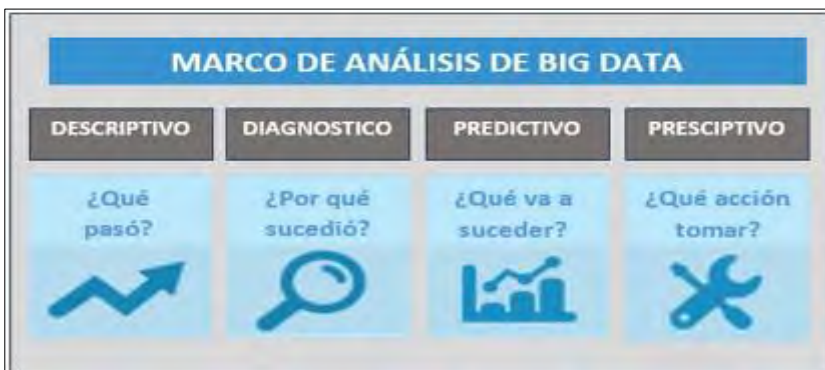 MARCO DE ANÁLISIS DE BIG DATA
DESCRIPTIVO
DIAGNOSTICO
PREDICTIVO
PRESCIPTIVO
¿Qué
pasó?
¿Por qué
sucedió?
¿Qué va a
suceder?
¿Qué acción
tomar?